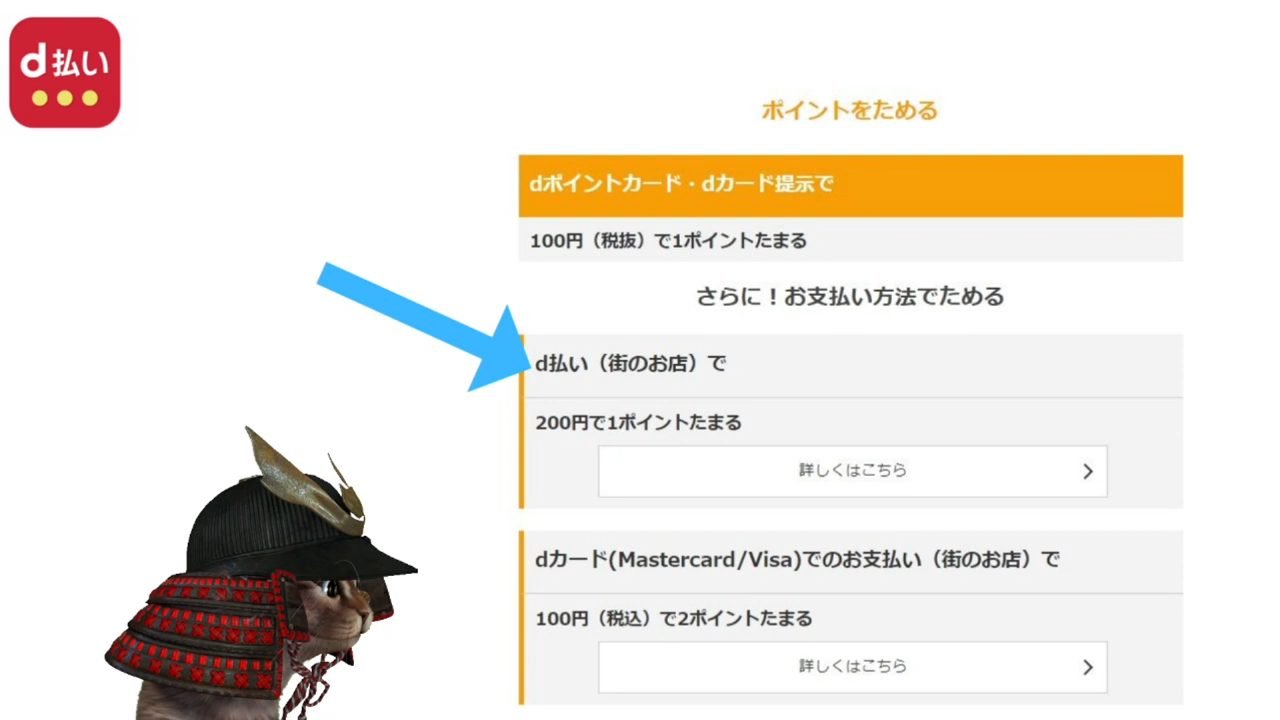 d払い
ポイントをためる
dポイントカード・dカード提示で
100円（税抜）で1ポイントたまる
さらに！お支払い方法でためる
d払い（街のお店）で
200円で1ポイントたまる
詳しくはこちら
dカード(Mastercard/Visa)でのお支払い（街のお店）で
100円（税込）で2ポイントたまる
詳しくはこちら